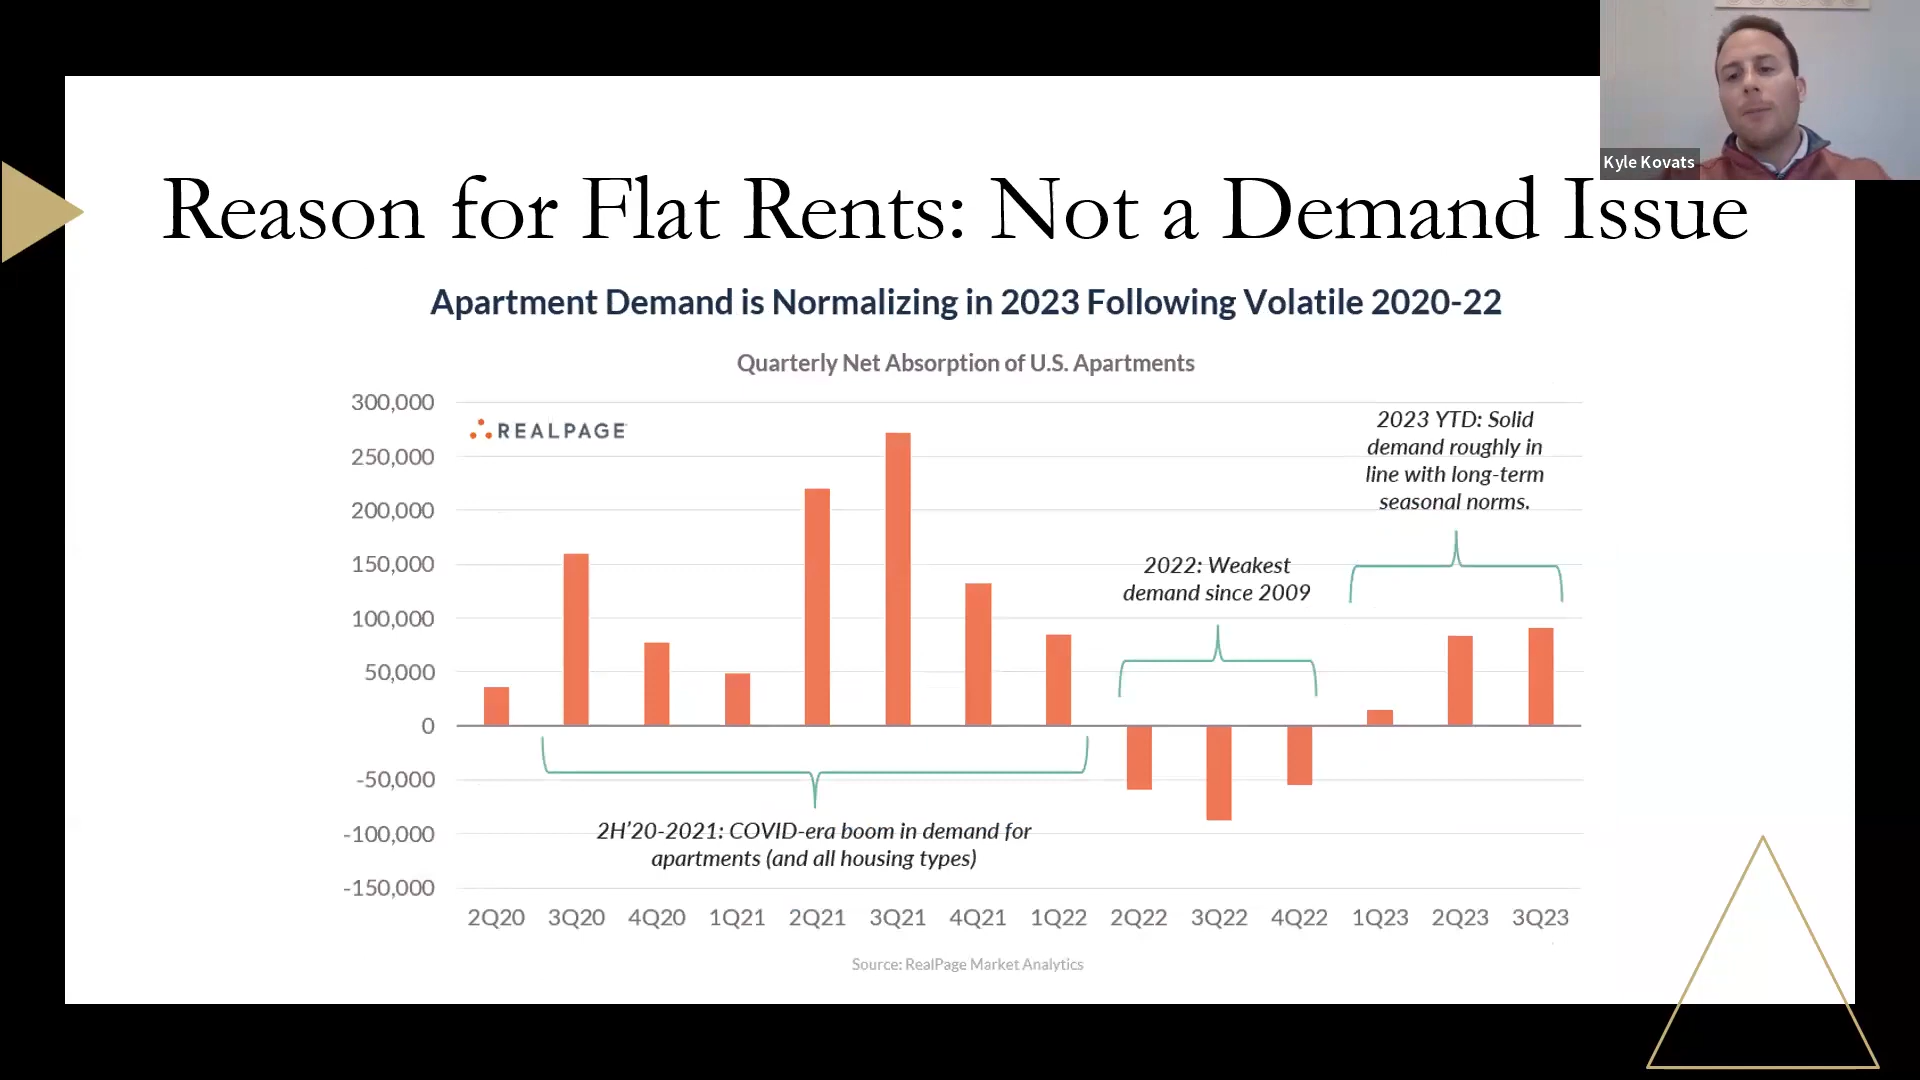 Kyle Kovats
Reason for Flat Rents: Not a Demand Issue
Apartment Demand is Normalizing in 2023 Following Volatile 2020-22
Quarterly Net Absorption of U.S. Apartments
REALPAGE
300,000
250,000
200,000
150,000
100,000
50,000
0
-50,000
-100,000
-150,000
2023 YTD: Solid
demand roughly in
line with long-term
seasonal norms.
2022: Weakest
demand since 2009
2H'20-2021: COVID-era boom in demand for
apartments (and all housing types)
2Q20 3Q20 4Q20 1Q21 2Q21 3Q21 4Q21 1Q22 2Q22 3Q22 4Q22 1Q23 2Q23 3Q23
Source: RealPage Market Analytics